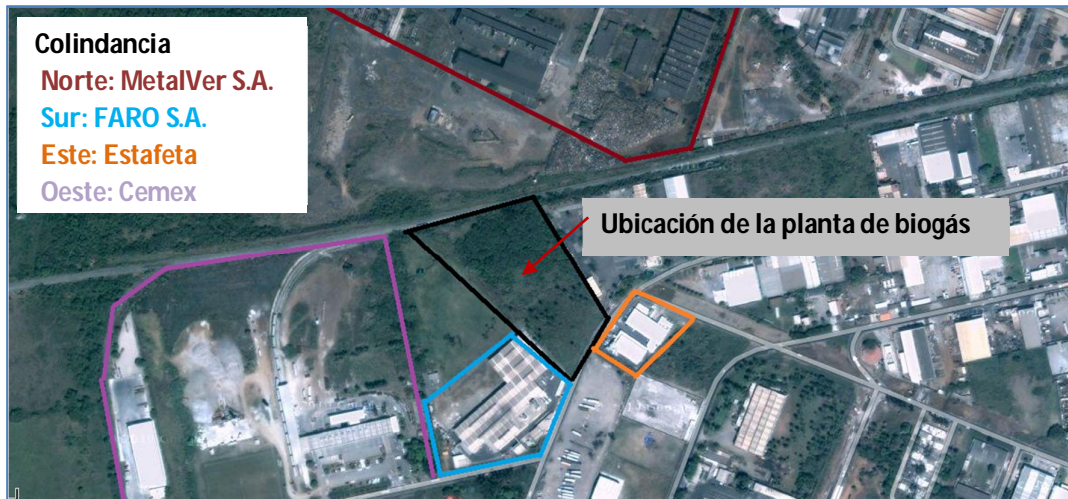 Colindancia
Norte: MetalVer S.A.
Sur: FARO S.A.
Este: Estafeta
Oeste: Cemex
Ubicación de la planta de biogás